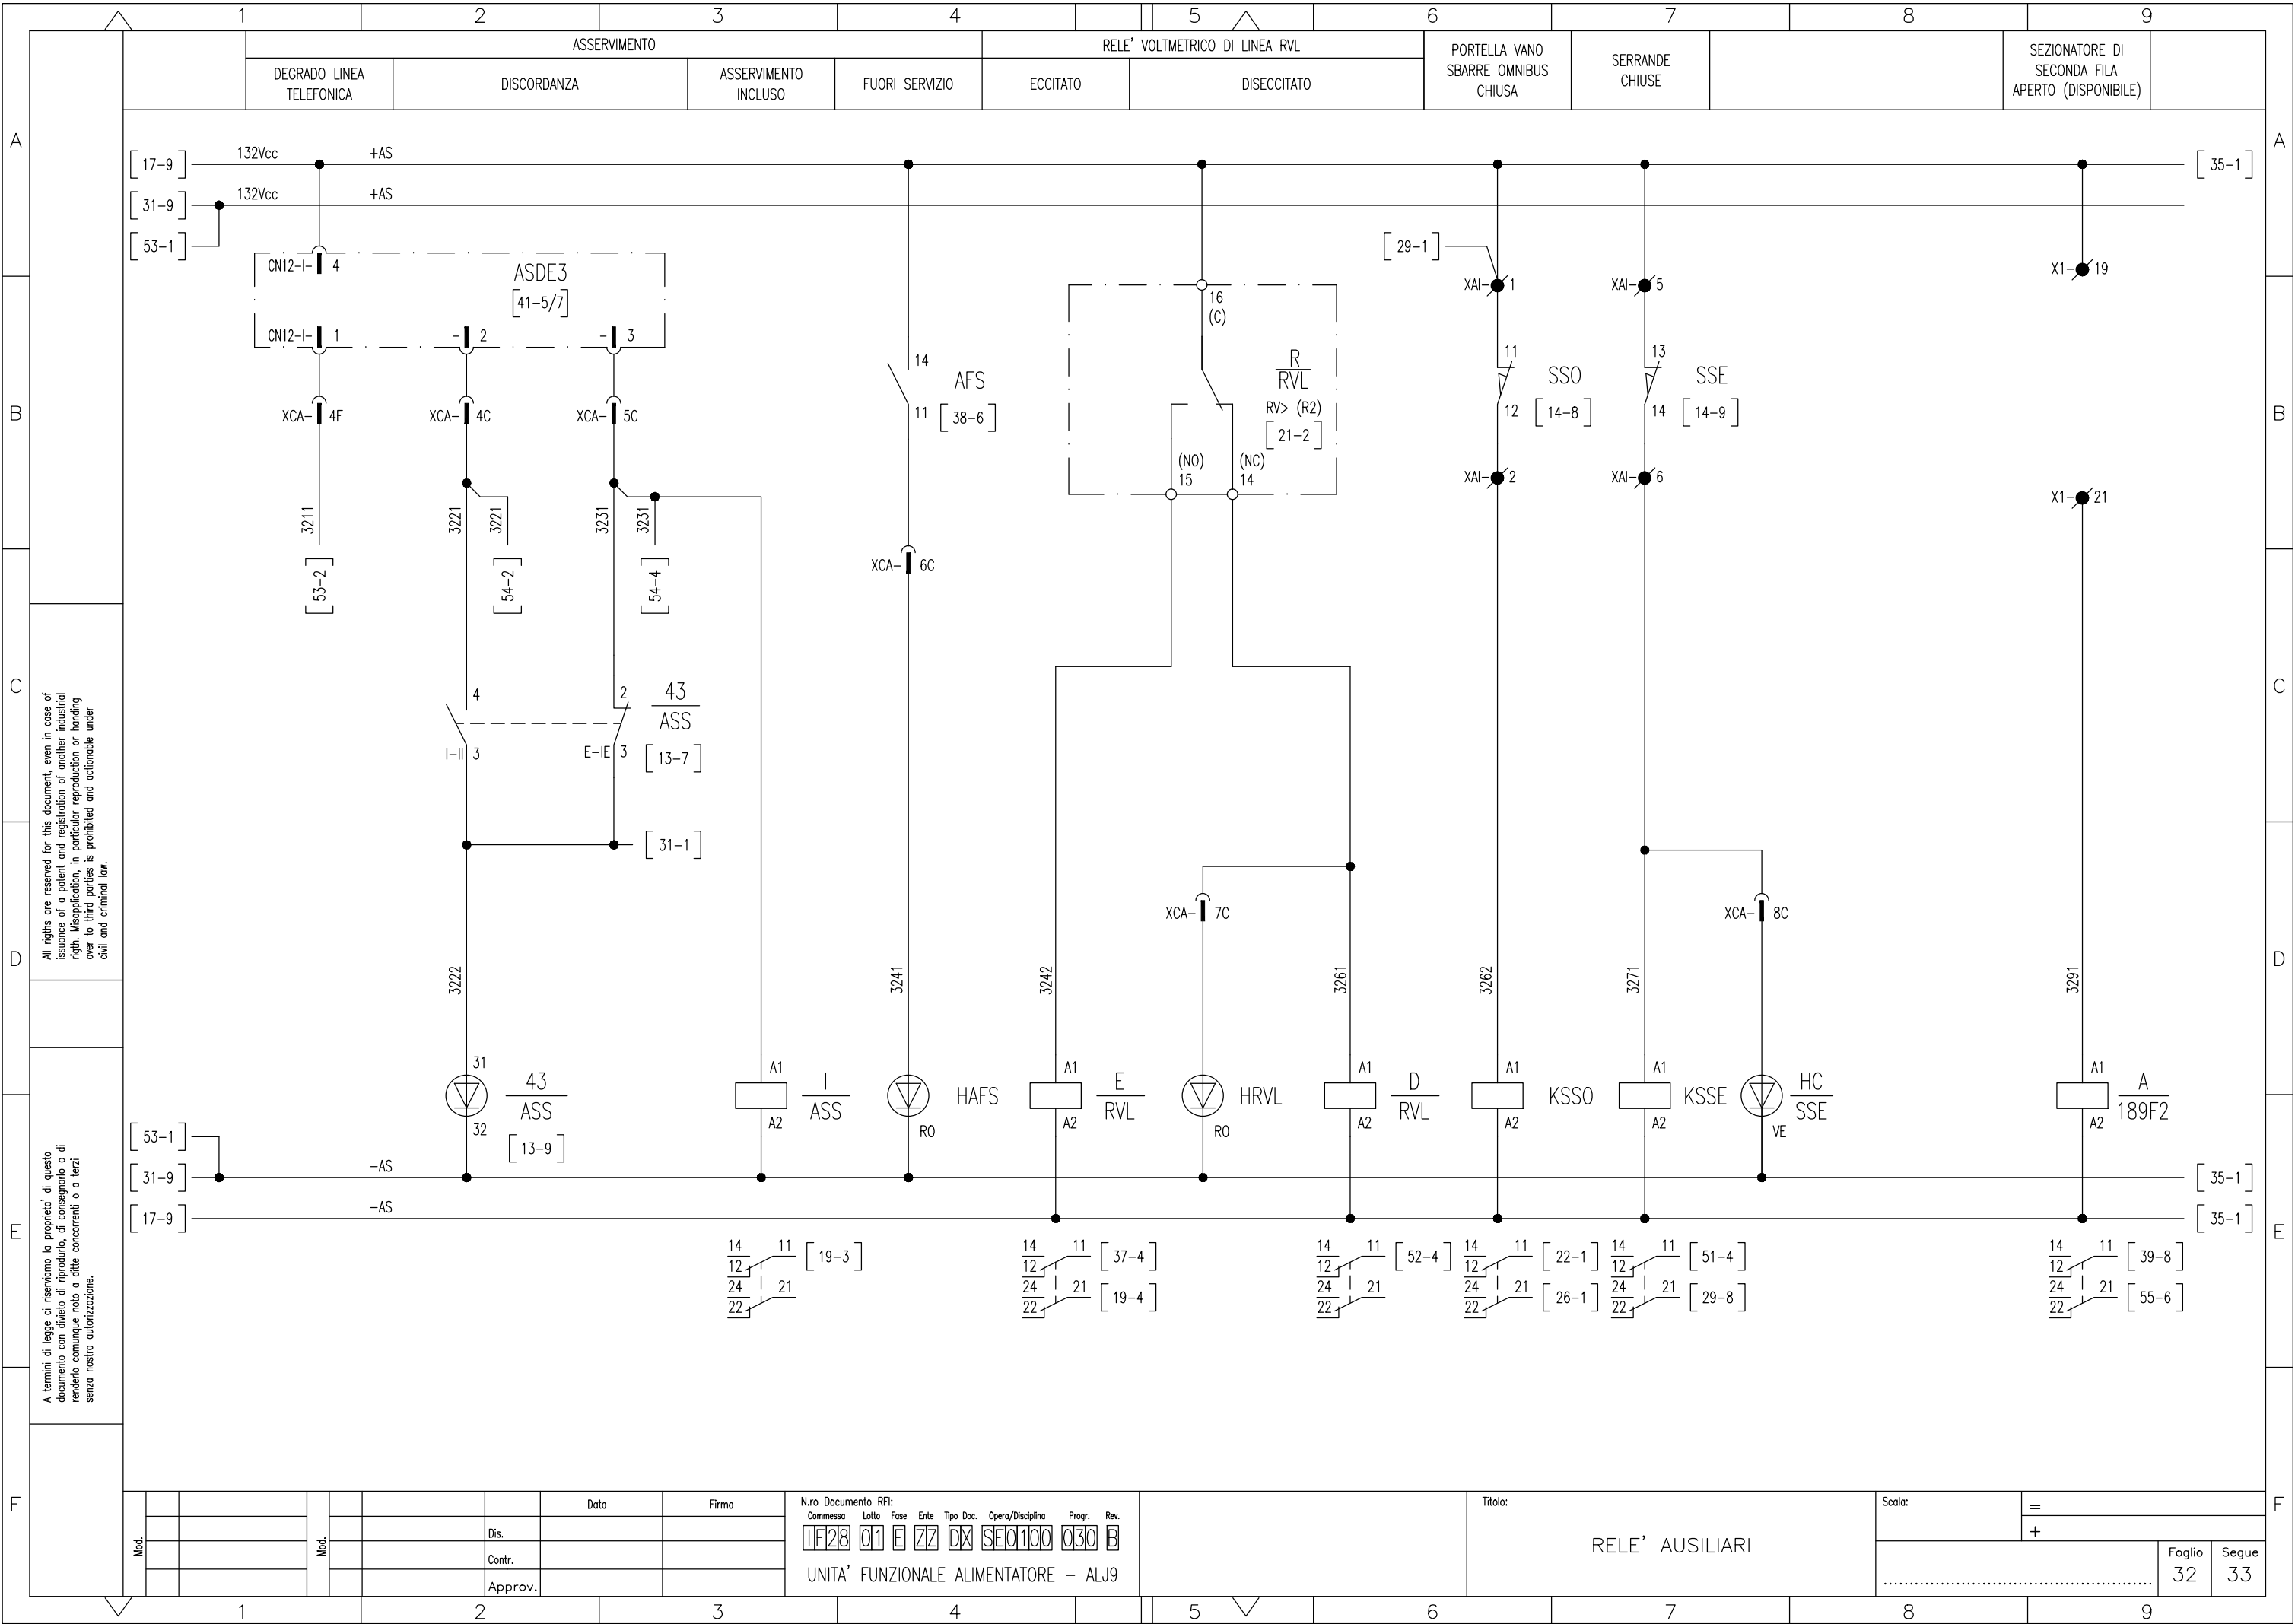 1 2 3 4 5 6 7 8 9
ASSERVIMENTO
RELE' VOLTMETRICO DI LINEA RVL
DEGRADO LINEA
TELEFONICA
DISCORDANZA
ASSERVIMENTO
INCLUSO
FUORI SERVIZIO
ECCITATO
DISECCITATO
PORTELLA VANO
SBARRE OMNIBUS
CHIUSA
SERRANDE
CHIUSE
SEZIONATORE DI
SECONDA FILA
APERTO (DISPONIBILE)
A
A
[17-9] 132Vcc +AS [35-1]
[31-9] 132Vcc +AS
[53-1]
[29-1]
CN12-I- 4
ASDE3
[41-5/7]
CN12-I- 1
- 2
- 3
16
(C)
XAI- 1
XAI- 5
X1- 19
B
B
XCA- 4F
XCA- 4C
XCA- 5C
14
AFS
11 [38-6]
R
RVL
RV> (R2)
[21-2]
(NO)
15
(NC)
14
11
SSO
12 [14-8]
13
SSE
14 [14-9]
XAI- 2
XAI- 6
X1- 21
3211
3221
3221
3231
3231
[53-2]
[54-2]
[54-4]
XCA- 6C
C
C
4
I-II 3
2
E-IE 3
43
ASS
[13-7]
[31-1]
XCA- 7C
XCA- 8C
D
D
3222
3241
3242
3261
3262
3271
3291
31
32
43
ASS
[13-9]
A1
A2
I
ASS
HAFS
RO
A1
A2
E
RVL
HRVL
RO
A1
A2
D
RVL
A1
A2
KSSO
A1
A2
KSSE
HC
SSE
VE
A1
A2
A
189F2
[53-1]
[31-9] -AS [35-1]
[17-9] -AS [35-1]
E
E
14 11 [19-3]
12
24 21
22
14 11 [37-4]
12
24 21 [19-4]
22
14 11 [52-4]
12
24 21
22
14 11 [22-1]
12
24 21 [26-1]
22
14 11 [51-4]
12
24 21 [29-8]
22
14 11 [39-8]
12
24 21 [55-6]
22
F
F
All rigths are reserved for this document, even in case of
issuance of a patent and registration of another industrial
rigth. Misapplication, in particular reproduction or handing
over to third parties is prohibited and actionable under
civil and criminal law.
A termini di legge ci riserviamo la proprieta' di questo
documento con divieto di riprodurlo, di consegnarlo o di
renderlo comunque noto a ditte concorrenti o a terzi
senza nostra autorizzazione.
Mod.
Mod.
Data
Firma
Dis.
Contr.
Approv.
N.ro Documento RFI:
Commessa Lotto Fase Ente Tipo Doc. Opera/Disciplina Progr. Rev.
IF28 01 E ZZ DX SE0100 030 B
UNITA' FUNZIONALE ALIMENTATORE - ALJ9
Titolo:
RELE' AUSILIARI
Scala:
=
+
Foglio
32
Segue
33
1 2 3 4 5 6 7 8 9